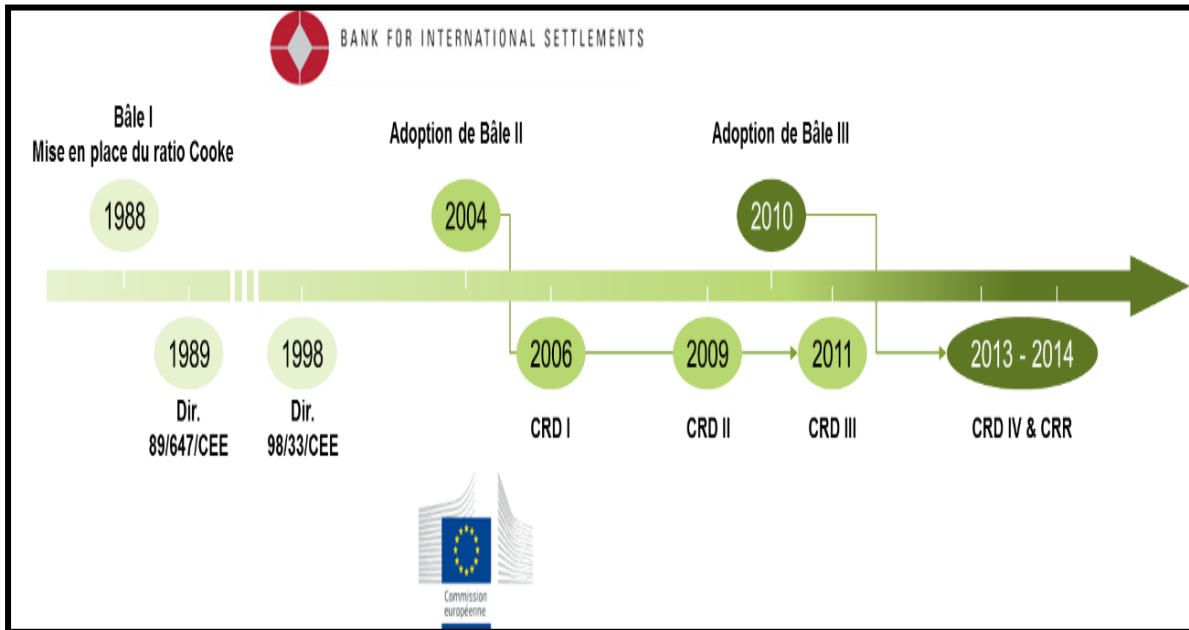 BANK FOR INTERNATIONAL SETTLEMENTS
Bâle I
Mise en place du ratio Cooke
Adoption de Bâle II
Adoption de Bâle III
1988
2004
2010
1989
1998
2006
2009
2011
2013 - 2014
Dir.
89/647/CEE
Dir.
98/33/CEE
CRD I
CRD II
CRD III
CRD IV & CRR
Commission
européenne